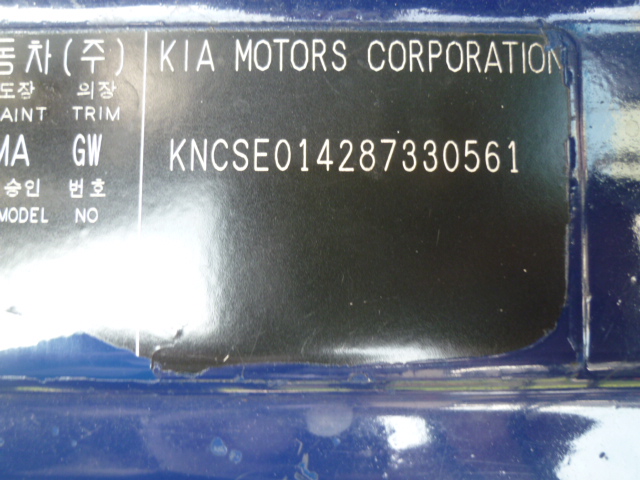 동차(주) KIA MOTORS CORPORATION
도장 의장
PAINT TRIM
MA GW KNCSE014287330561
승인 번호
MODEL NO